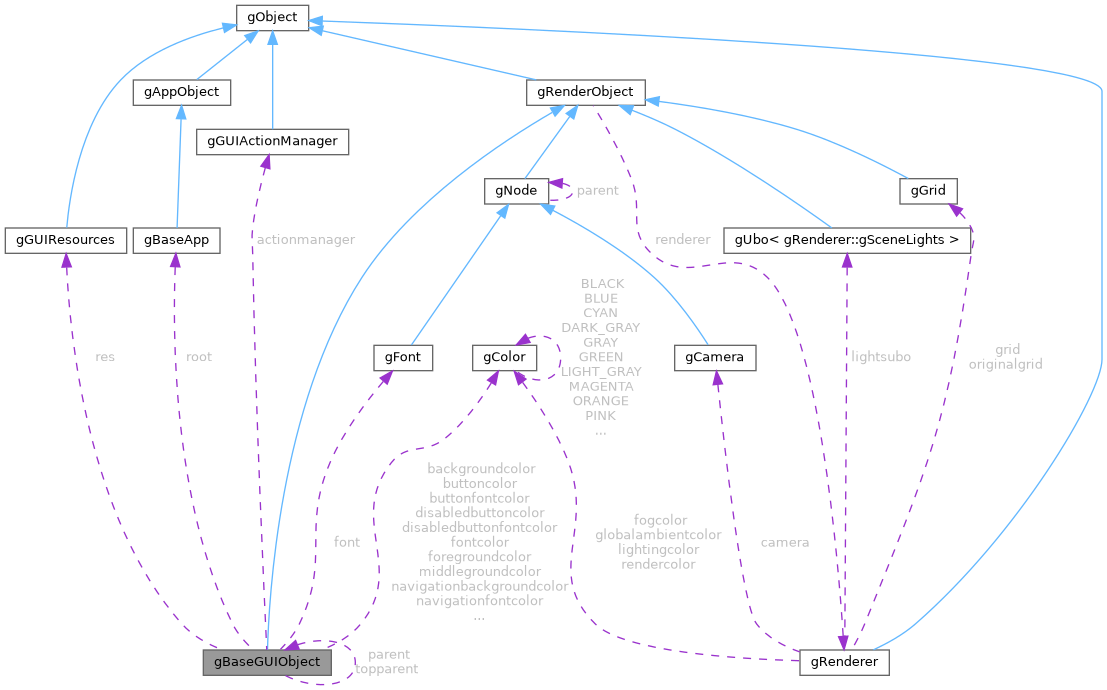 gObject
gAppObject
gRenderObject
gGUIActionManager
gNode
parent
gGrid
gGUIResources
gBaseApp
actionmanager
renderer
gUbo< gRenderer::gSceneLights >
BLACK
BLUE
CYAN
DARK_GRAY
GRAY
GREEN
LIGHT_GRAY
MAGENTA
ORANGE
PINK
...
res
root
gFont
gColor
gCamera
lightsubo
grid
originalgrid
backgroundcolor
buttoncolor
buttonfontcolor
disabledbuttoncolor
disabledbuttonfontcolor
fontcolor
foregroundcolor
middlegroundcolor
navigationbackgroundcolor
navigationfontcolor
...
font
fogcolor
globalambientcolor
lightingcolor
rendercolor
camera
gBaseGUIObject
parent
topparent
gRenderer